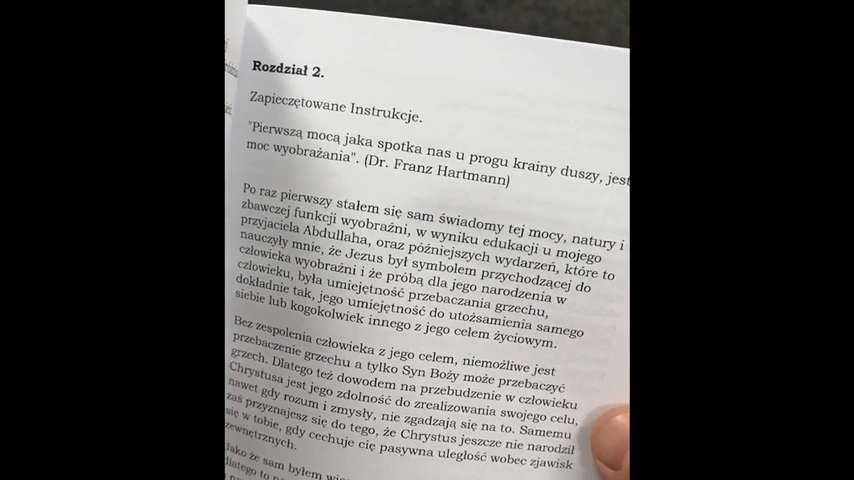 Rozdział 2.
Zapieczętowane Instrukcje.
"Pierwszą mocą jaka spotka nas u progu krainy duszy, jest
moc wyobrażania". (Dr. Franz Hartmann)
Po raz pierwszy stałem się sam świadomy tej mocy, natury i
zbawczej funkcji wyobraźni, w wyniku edukacji u mojego
przyjaciela Abdullaha, oraz późniejszych wydarzeń, które to
nauczyły mnie, że Jezus był symbolem przychodzącej do
człowieka wyobraźni i że próbą dla jego narodzenia w
człowieku, była umiejętność przebaczania grzechu,
dokładnie tak, jego umiejętność do utożsamienia samego
siebie lub kogokolwiek innego z jego celem życiowym.
Bez zespolenia człowieka z jego celem, niemożliwe jest
przebaczenie grzechu a tylko Syn Boży może przebaczyć
grzech. Dlatego też dowodem na przebudzenie w człowieku
Chrystusa jest jego zdolność do zrealizowania swojego celu,
nawet gdy rozum i zmysły, nie zgadzają się na to. Samemu
zaś przyznajesz się do tego, że Chrystus jeszcze nie narodził
się w tobie, gdy cechuje cię pasywna uległość wobec zjawisk
zewnętrznych.
Jako że sam byłem
dlatego to